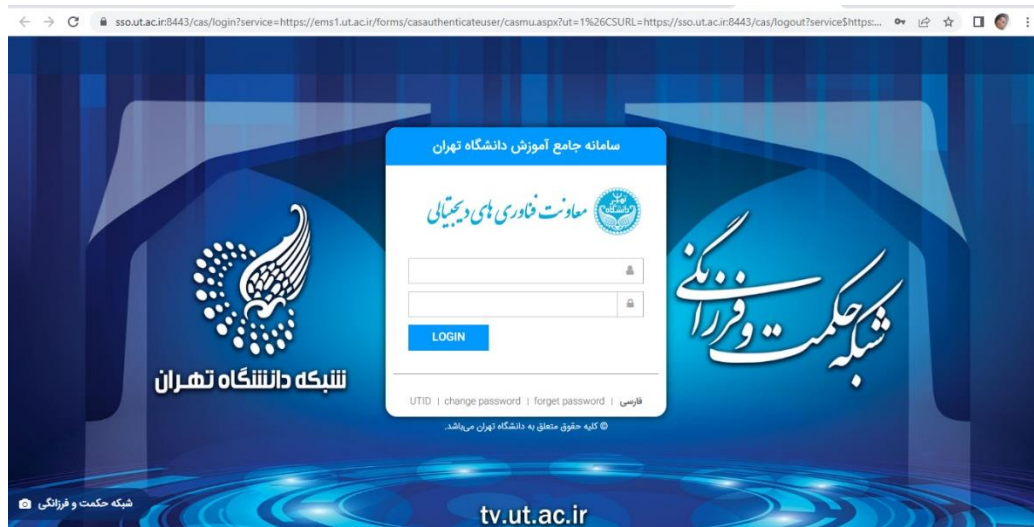 sso.ut.ac.ir:8443/cas/login?service=https://ems1.ut.ac.ir/forms/casauthenticateuser/casmu.aspx?ut=1%26CSURL=https://sso.ut.ac.ir:8443/cas/logout?service$https:...
سامانه جامع آموزش دانشگاه تهران
معاونت فناوری های دیجیتالی
LOGIN
UTID | change password | forget password | فارسی
© کلیه حقوق متعلق به دانشگاه تهران می‌باشد.
شبکه دانشگاه تهران
شبکه حکمت و فرزانگی
شبکه حکمت و فرزانگی
tv.ut.ac.ir